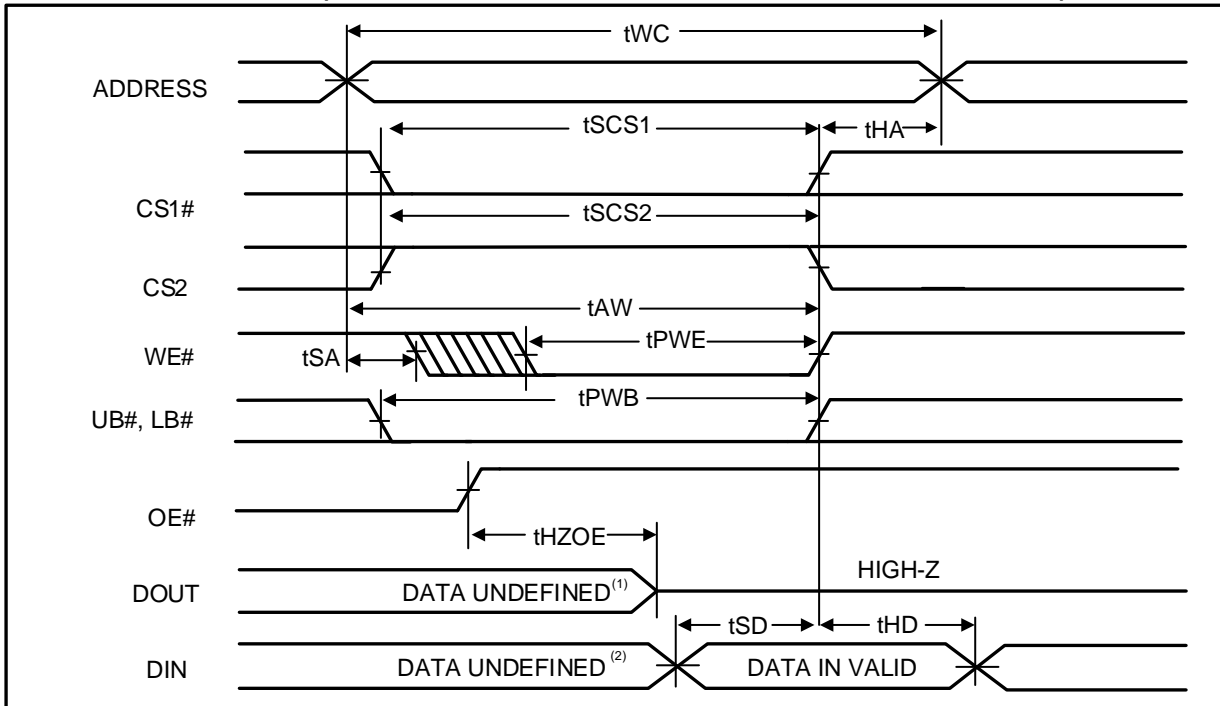 tWC
ADDRESS
tSCS1
tHA
CS1#
tSCS2
CS2
tAW
WE#
tSA
tPWE
tPWB
UB#, LB#
OE#
tHZOE
DOUT
DATA UNDEFINED(1)
HIGH-Z
tSD
tHD
DIN
DATA UNDEFINED (2)
DATA IN VALID